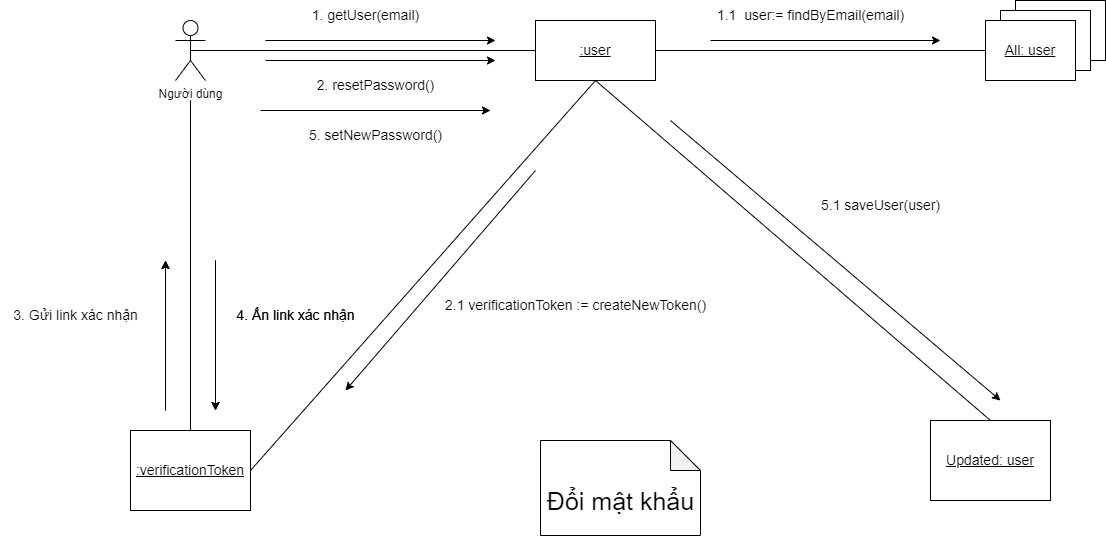 1. getUser(email)
1.1 user:= findByEmail(email)
:user
All: user
2. resetPassword()
Người dùng
5. setNewPassword()
5.1 saveUser(user)
2.1 verificationToken := createNewToken()
3. Gửi link xác nhận
4. Ấn link xác nhận
:verificationToken
Updated: user
Đổi mật khẩu